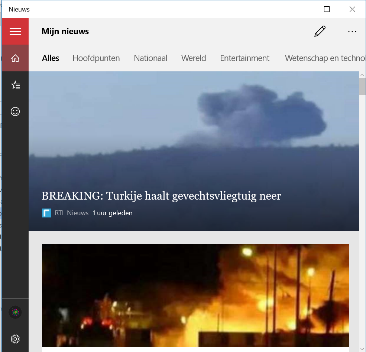 Nieuws
Mijn nieuws
Alles Hoofdpunten Nationaal Wereld Entertainment Wetenschap en techno
BREAKING: Turkije haalt gevechtsvliegtuig neer
RTL Nieuws 1 uur geleden